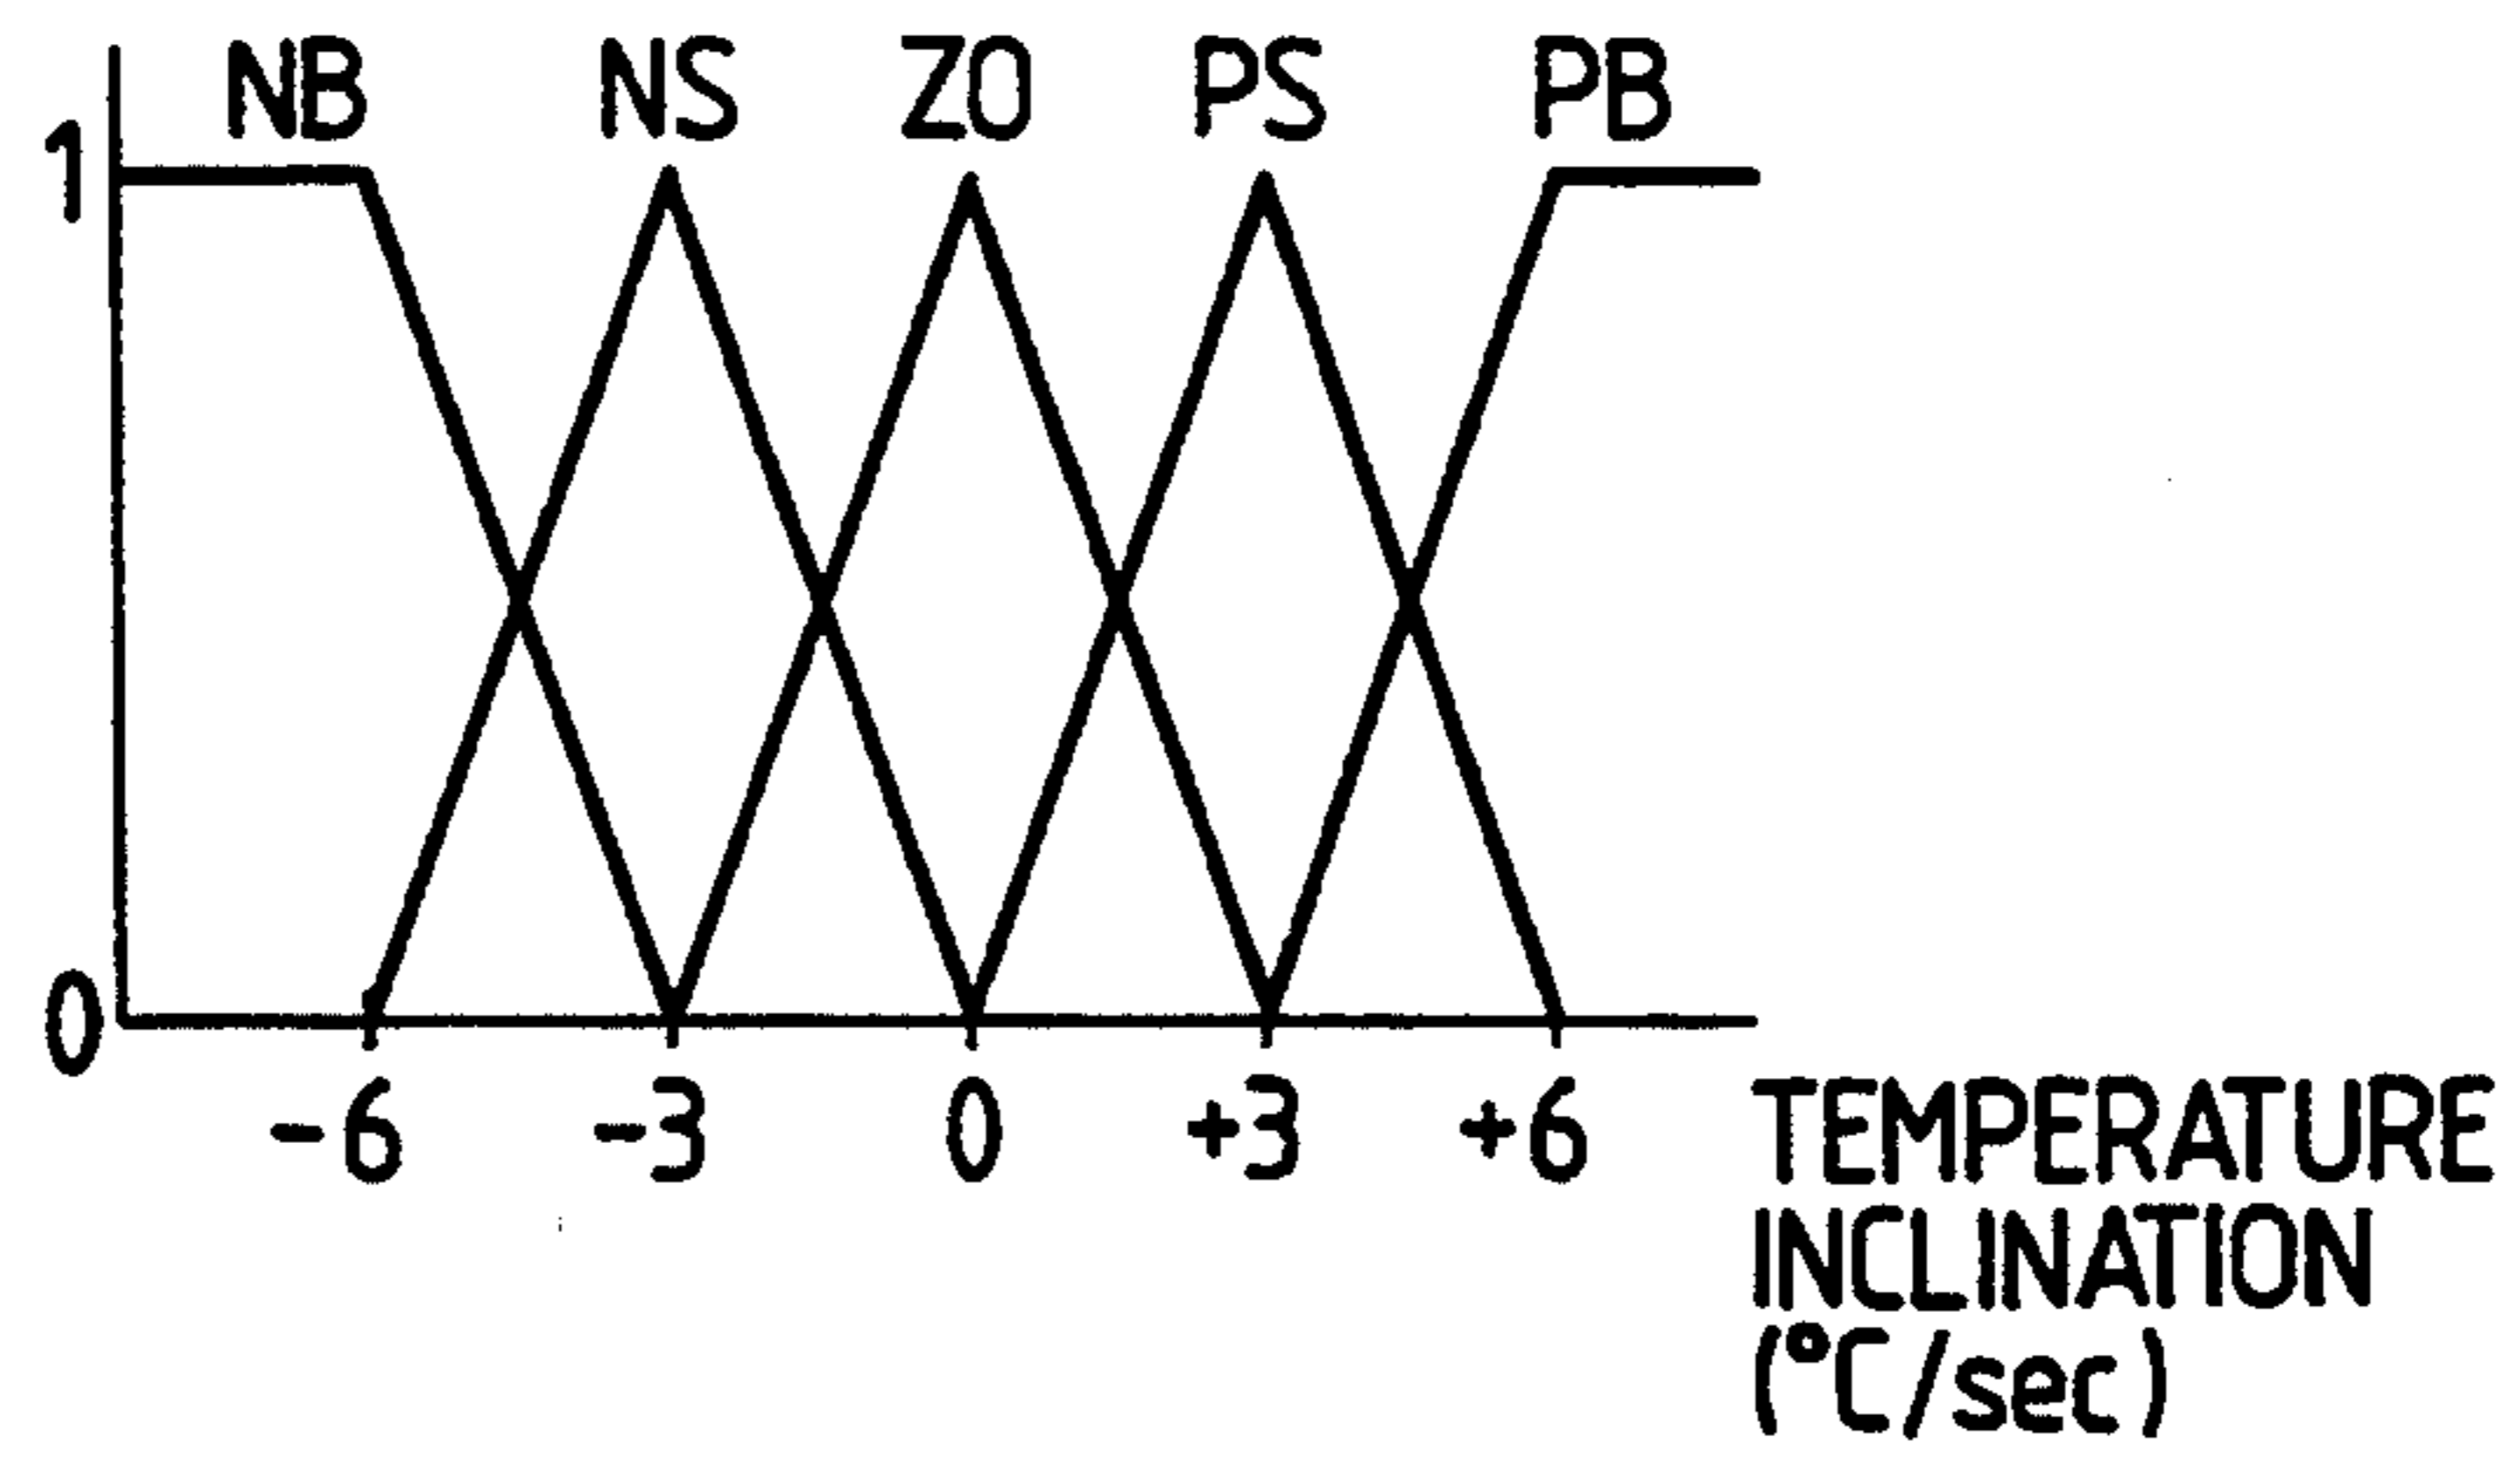 NB NS ZO PS PB
1
0
-6 -3 0 +3 +6 TEMPERATURE
INCLINATION
(°C/sec)